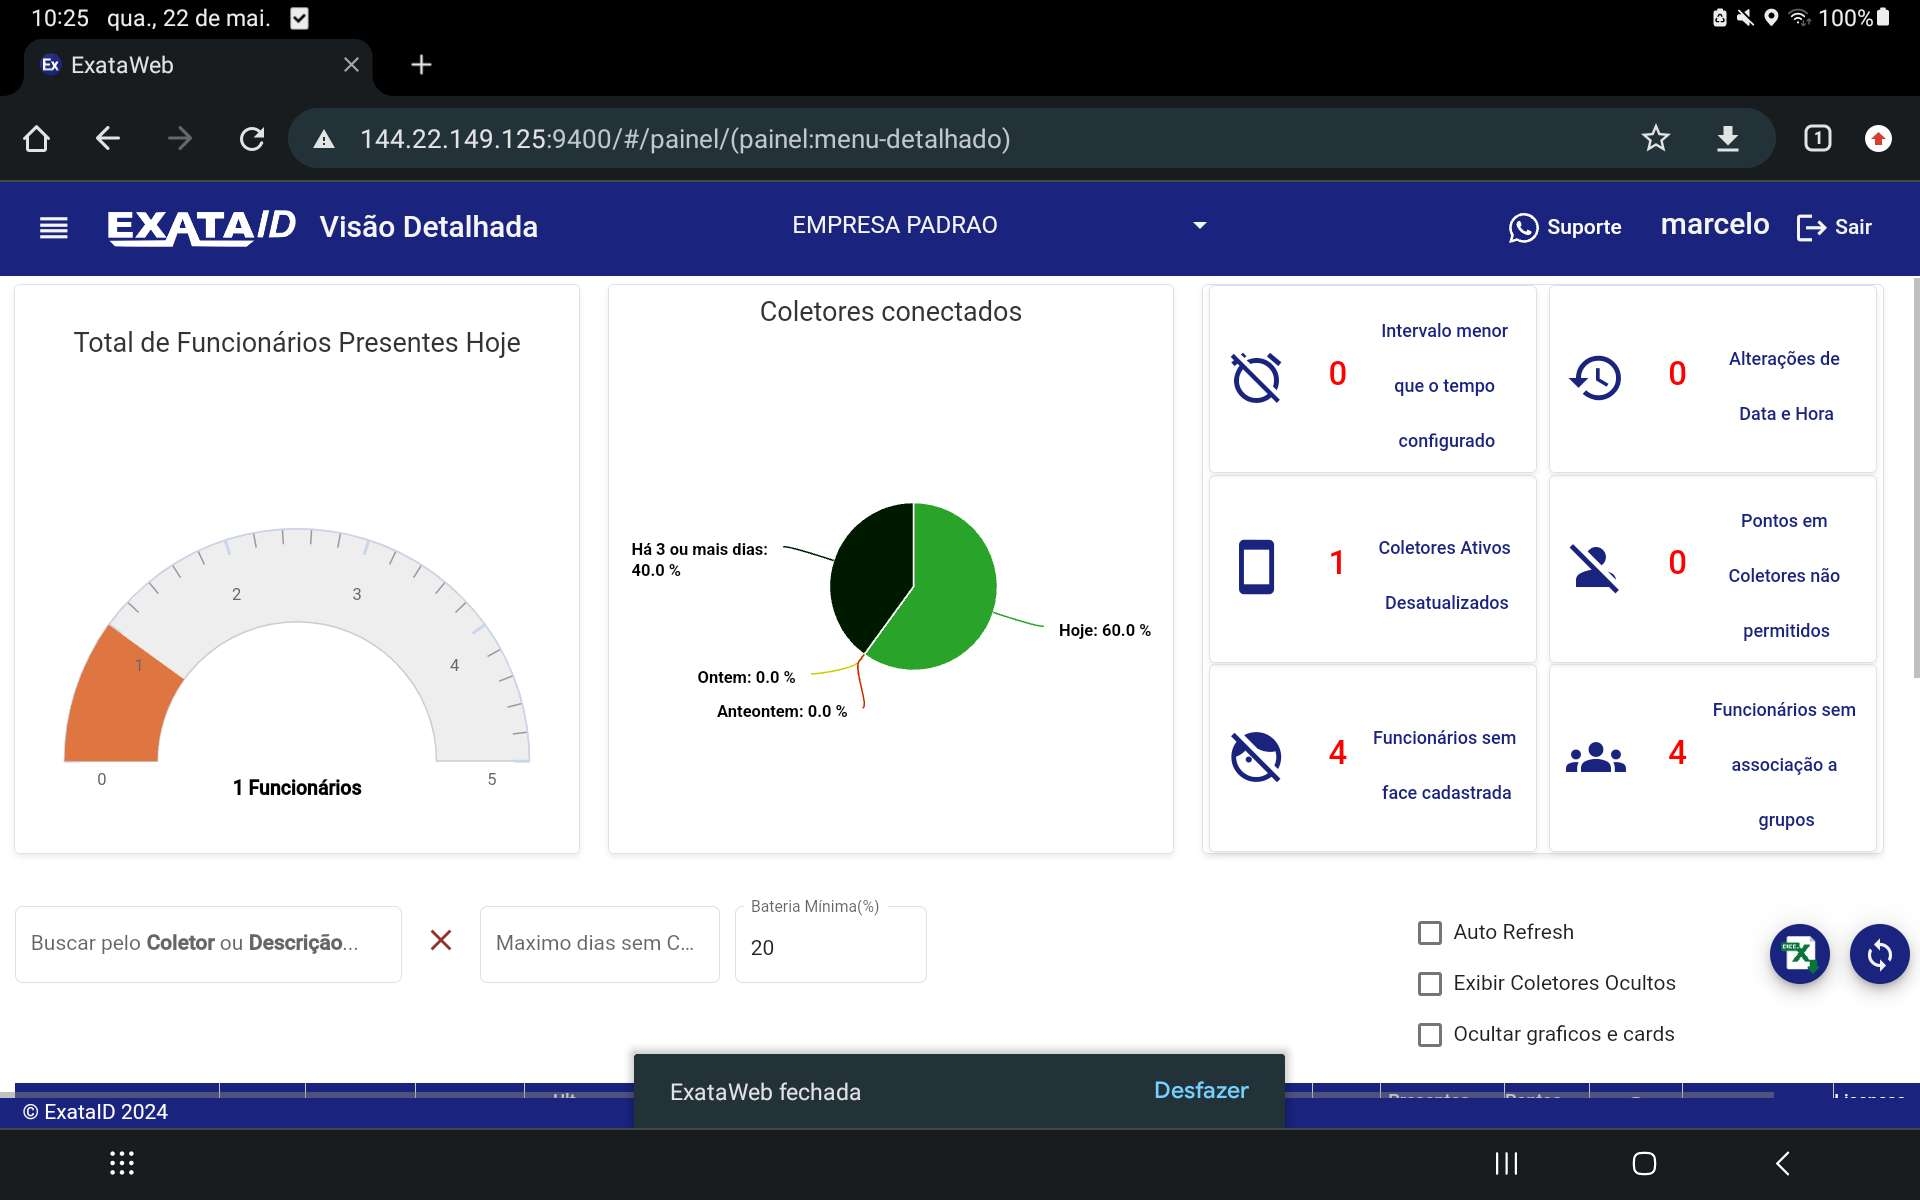 10:25 qua., 22 de mai.
100%
Ex ExataWeb
144.22.149.125:9400/#/painel/(painel:menu-detalhado)
1
EXATAID Visão Detalhada
EMPRESA PADRAO
Suporte
marcelo
Sair
Total de Funcionários Presentes Hoje
0
1
2
3
4
5
1 Funcionários
Coletores conectados
Há 3 ou mais dias:
40.0 %
Hoje: 60.0 %
Ontem: 0.0 %
Anteontem: 0.0 %
0
Intervalo menor
que o tempo
configurado
0
Alterações de
Data e Hora
1
Coletores Ativos
Desatualizados
0
Pontos em
Coletores não
permitidos
4
Funcionários sem
face cadastrada
4
Funcionários sem
associação a
grupos
Buscar pelo Coletor ou Descrição...
Maximo dias sem C...
Bateria Mínima(%)
20
Auto Refresh
Exibir Coletores Ocultos
Ocultar graficos e cards
ExataWeb fechada
Desfazer
© ExataID 2024